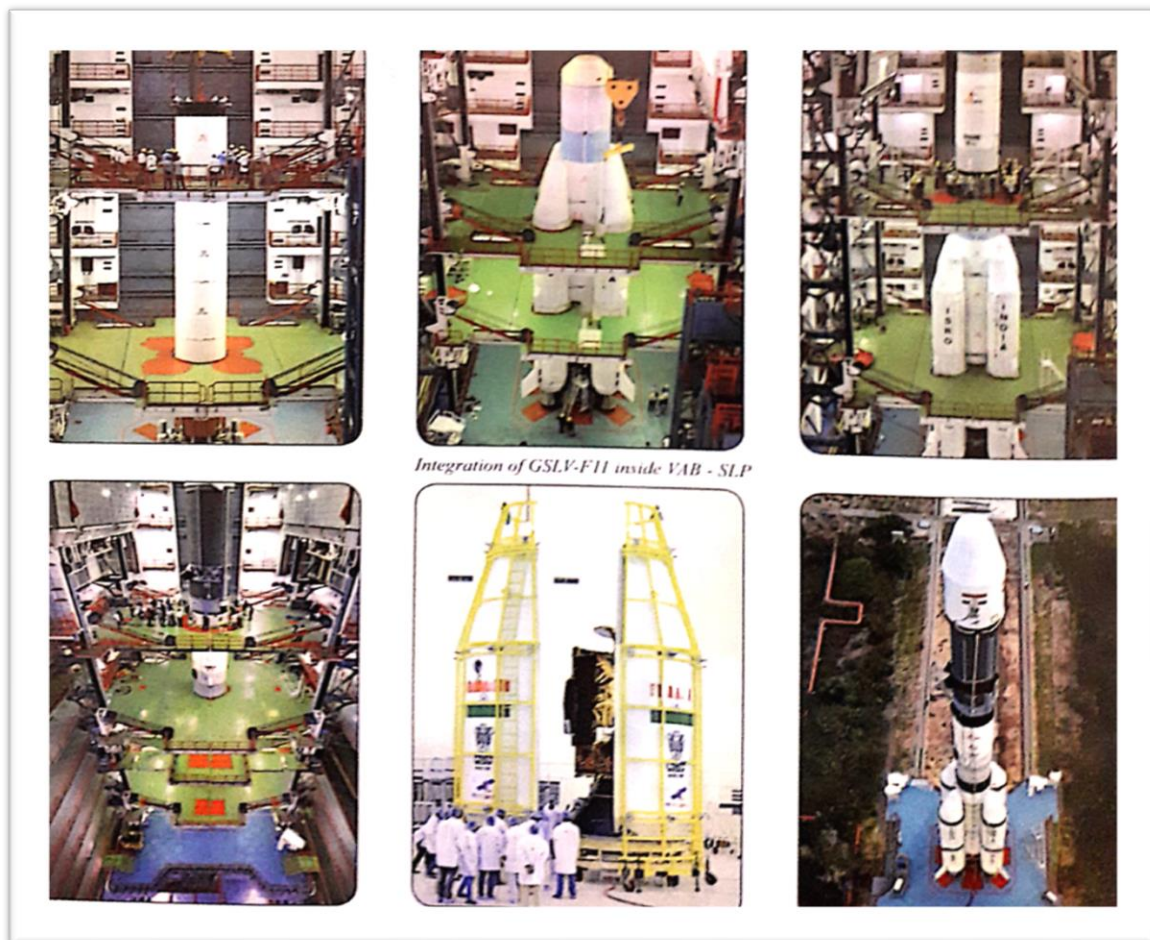 ISRO
INDIA
Integration of GSLV-F11 inside VAB - SLP